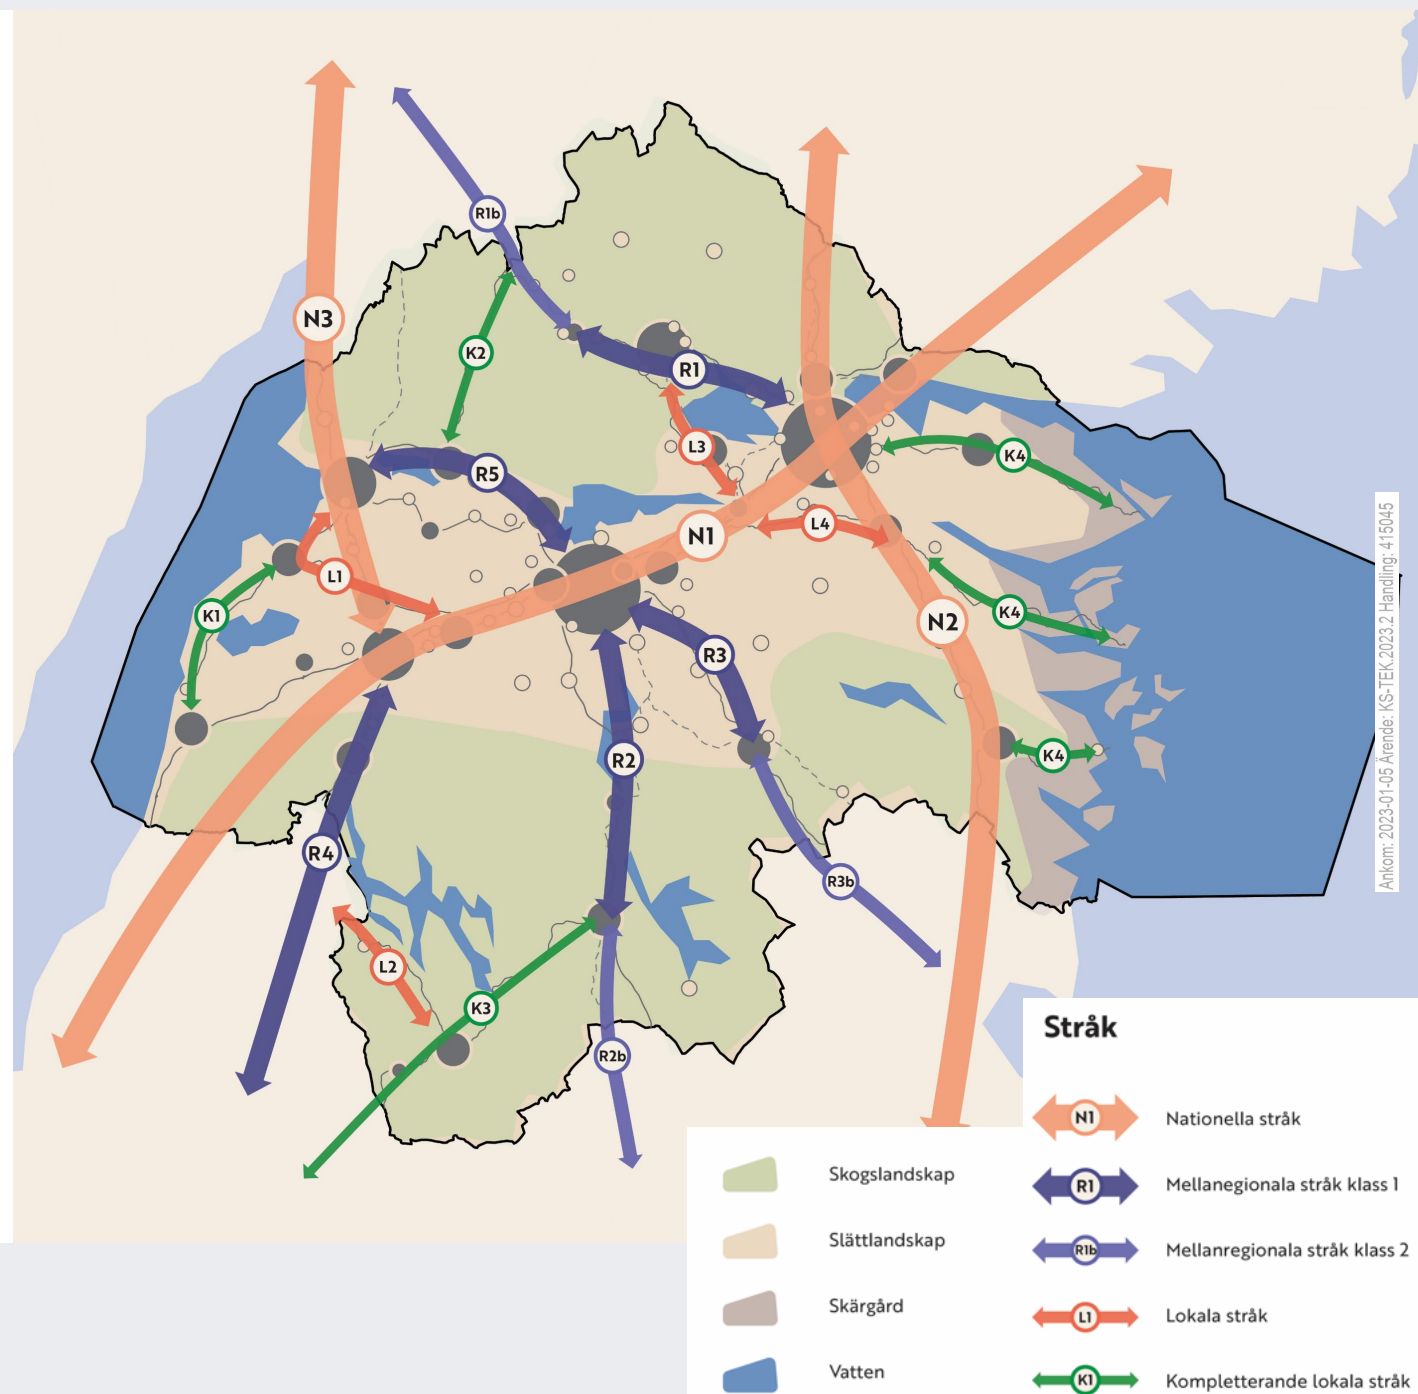 R1b
N3
K2
R1
L3
K4
R5
N1
L4
L1
K1
K4
N2
R3
K4
R2
R4
R3b
L2
K3
R2b
Ankom: 2023-01-05 Ärende: KS-TEK.2023.2 Handling: 415045
Stråk
N1 Nationella stråk
R1 Mellanegionala stråk klass 1
R1b Mellanregionala stråk klass 2
L1 Lokala stråk
K1 Kompletterande lokala stråk
Skogslandskap
Slättlandskap
Skärgård
Vatten